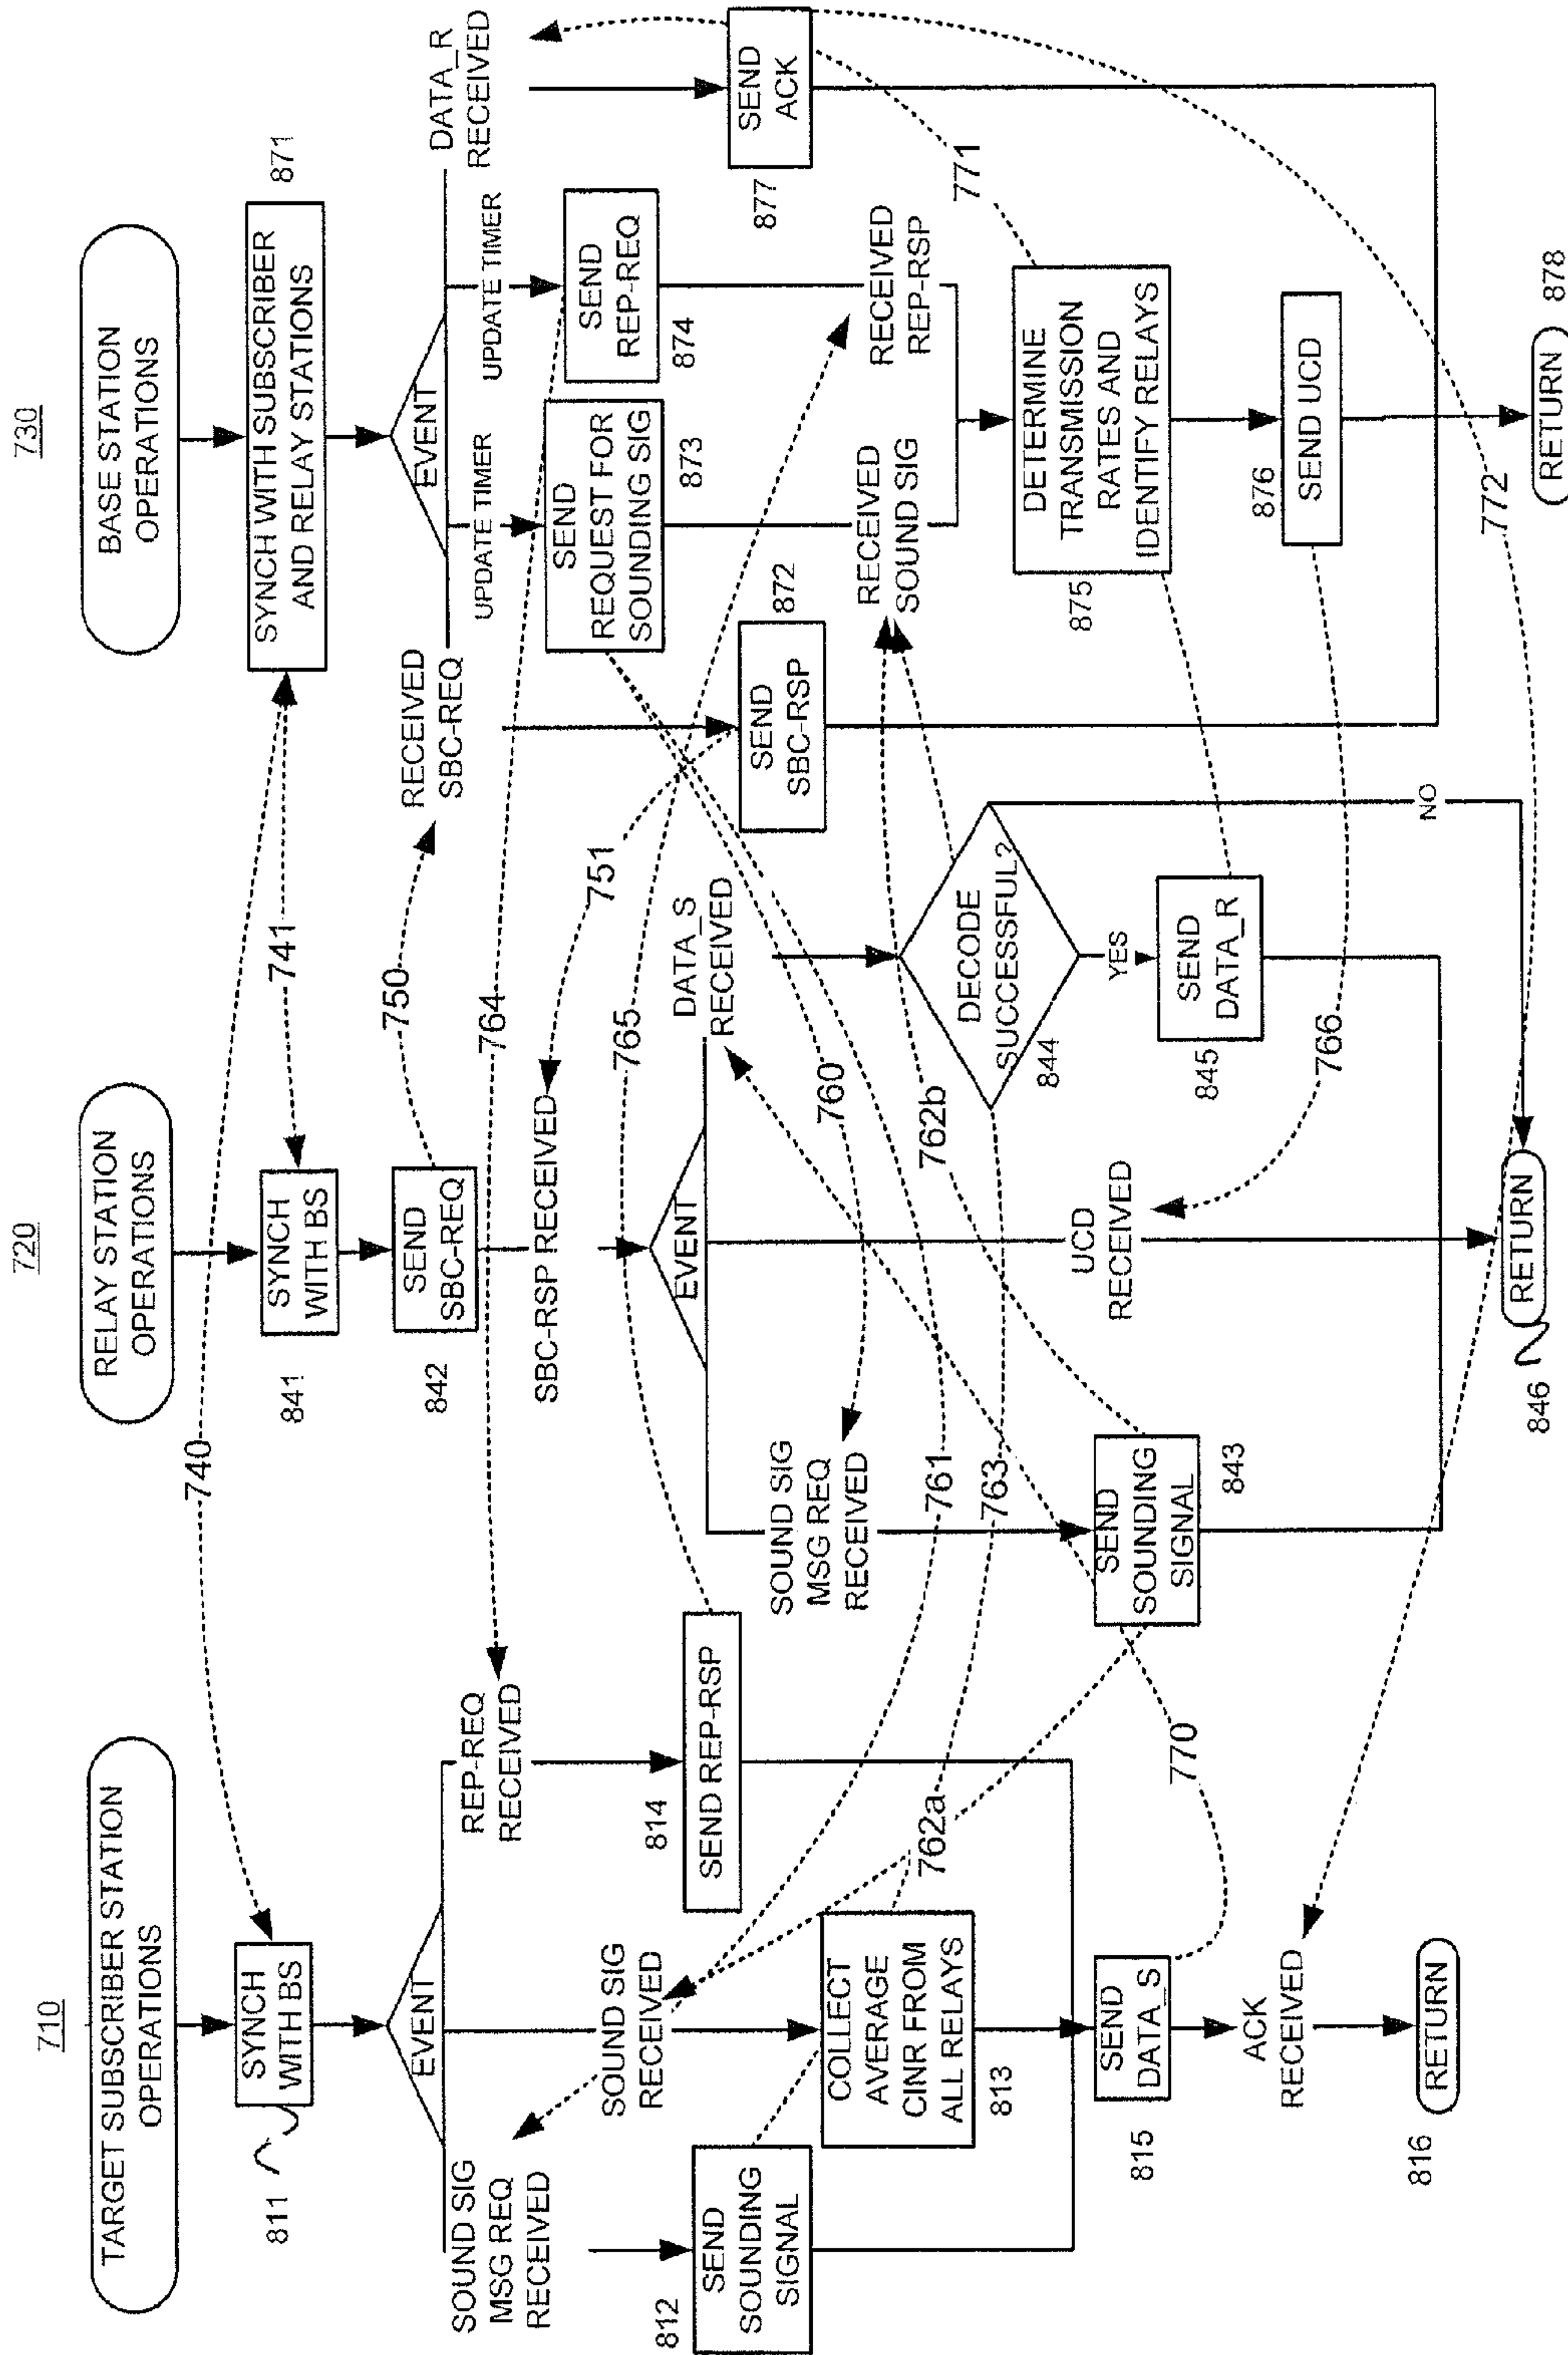 710
TARGET SUBSCRIBER STATION
OPERATIONS
811
SYNCH
WITH BS
EVENT
SOUND SIG
MSG REQ
RECEIVED
SOUND SIG
RECEIVED
REP-REQ
RECEIVED
812
SEND
SOUNDING
SIGNAL
COLLECT
AVERAGE
CINR FROM
ALL RELAYS
813
814
SEND REP-RSP
815
SEND
DATA_S
ACK
RECEIVED
816
RETURN
720
RELAY STATION
OPERATIONS
841
SYNCH
WITH BS
842
SEND
SBC-REQ
SBC-RSP RECEIVED
EVENT
SOUND SIG
MSG REQ
RECEIVED
UCD
RECEIVED
DATA_S
RECEIVED
SEND
SOUNDING
SIGNAL
843
DECODE
SUCCESSFUL?
844
YES
NO
SEND
DATA_R
845
846
RETURN
730
BASE STATION
OPERATIONS
SYNCH WITH SUBSCRIBER
AND RELAY STATIONS
871
EVENT
RECEIVED
SBC-REQ
UPDATE TIMER
UPDATE TIMER
DATA_R
RECEIVED
SEND
REQUEST FOR
SOUNDING SIG
873
SEND
REP-REQ
874
SEND
SBC-RSP
872
877
SEND
ACK
RECEIVED
SOUND SIG
RECEIVED
REP-RSP
DETERMINE
TRANSMISSION
RATES AND
IDENTIFY RELAYS
875
876
SEND UCD
RETURN
878
740
741
750
764
751
765
760
762b
761
763
762a
770
766
771
772